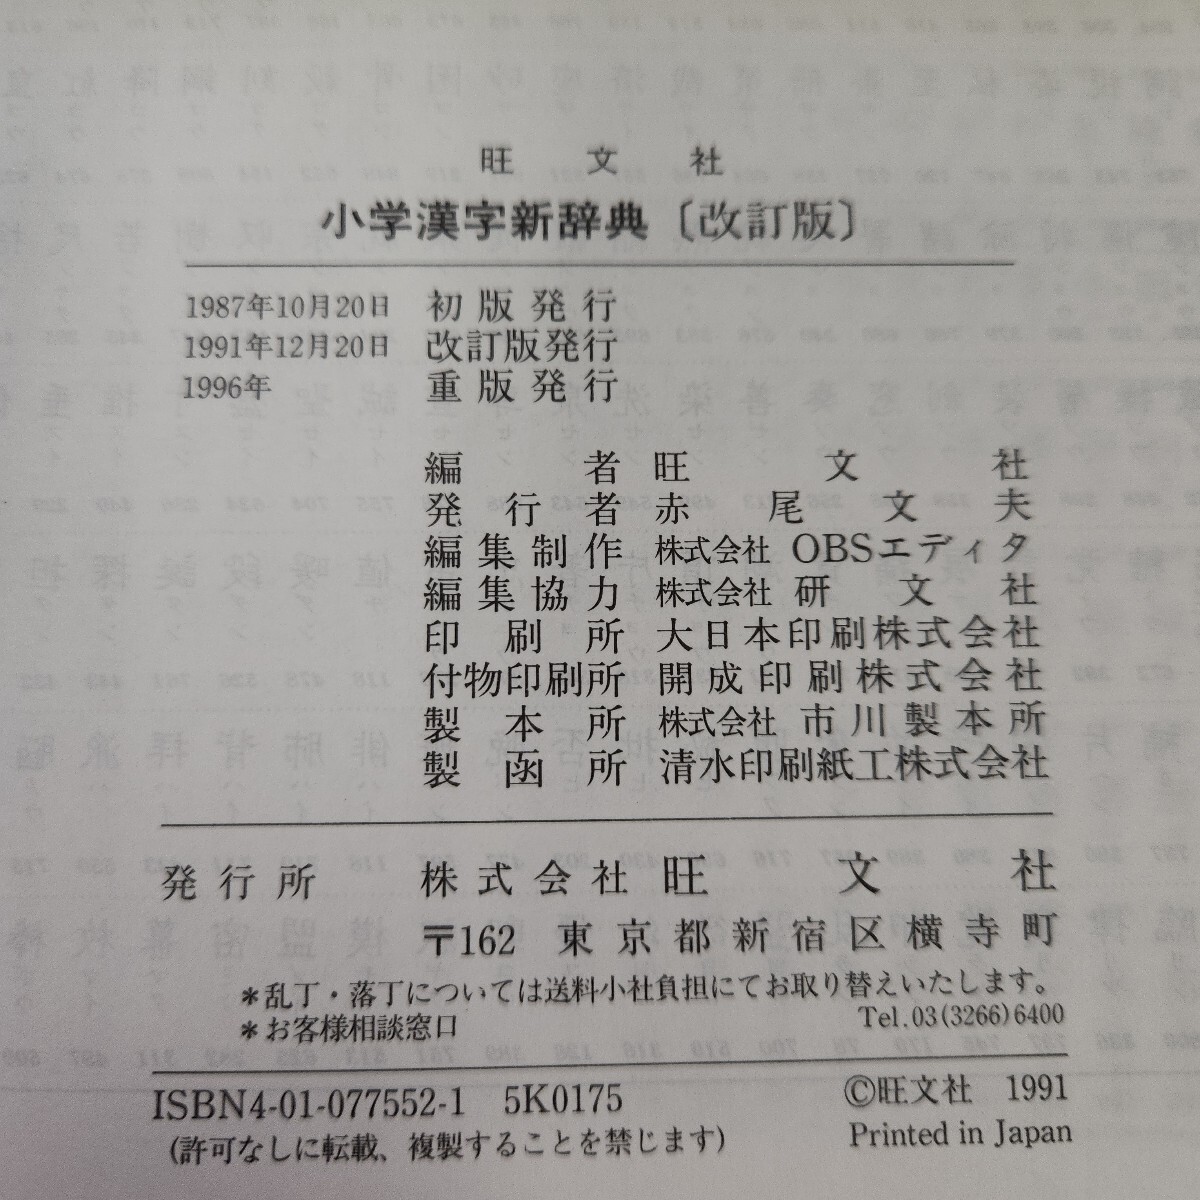 旺文社
小学漢字新辞典〔改訂版〕
1987年10月20日 初版発行
1991年12月20日 改訂版発行
1996年 重版発行
編者 旺文社
発行者 赤尾文夫
編集制作 株式会社 OBSエディタ
編集協力 株式会社 研文社
印刷所 大日本印刷株式会社
付物印刷所 開成印刷株式会社
製本所 株式会社 市川製本所
製函所 清水印刷紙工株式会社
発行所 株式会社 旺文社
〒162 東京都新宿区横寺町
*乱丁・落丁については送料小社負担にてお取り替えいたします。
*お客様相談窓口 Tel.03(3266)6400
ISBN4-01-077552-1 5K0175 ©旺文社 1991
(許可なしに転載、複製することを禁じます) Printed in Japan